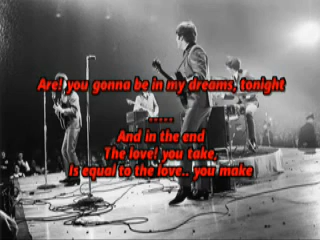 Are! you gonna be in my dreams, tonight
-----
And in the end
The love! you take,
Is equal to the love.. you make